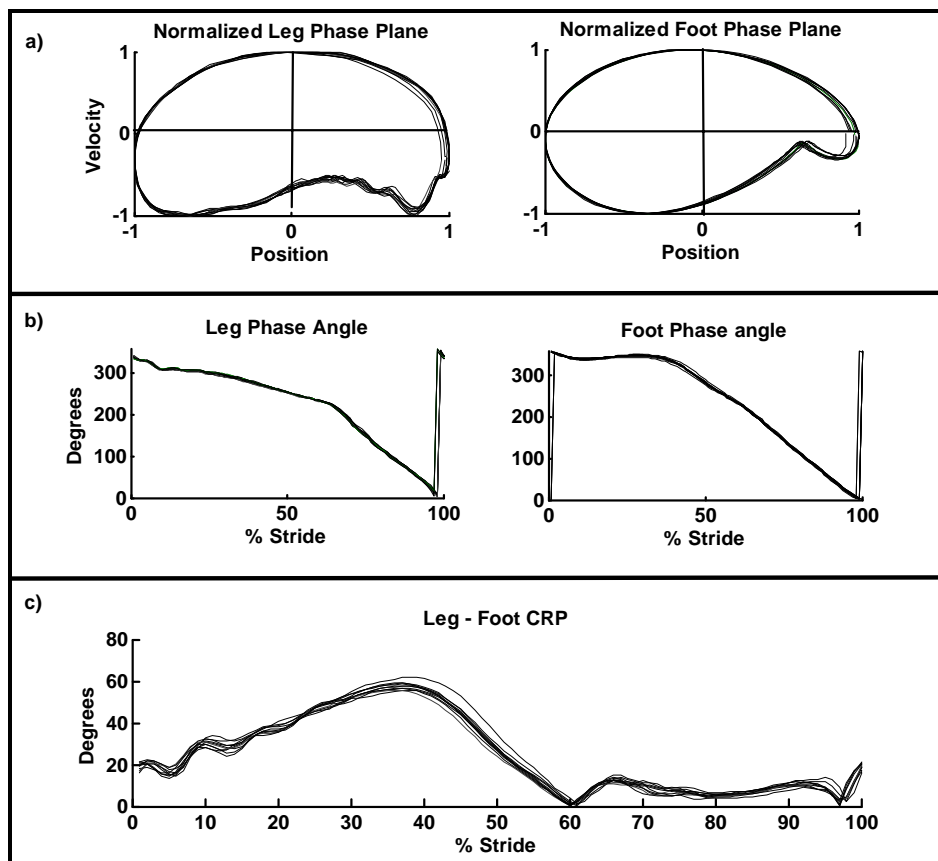 a)
Normalized Leg Phase Plane
Normalized Foot Phase Plane
1
0
-1
Velocity
-1
0
1
Position
1
0
-1
-1
0
1
Position
b)
Leg Phase Angle
Foot Phase angle
300
200
100
0
Degrees
0
50
100
% Stride
300
200
100
0
0
50
100
% Stride
c)
Leg - Foot CRP
80
60
40
20
0
Degrees
0
10
20
30
40
50
60
70
80
90
100
% Stride